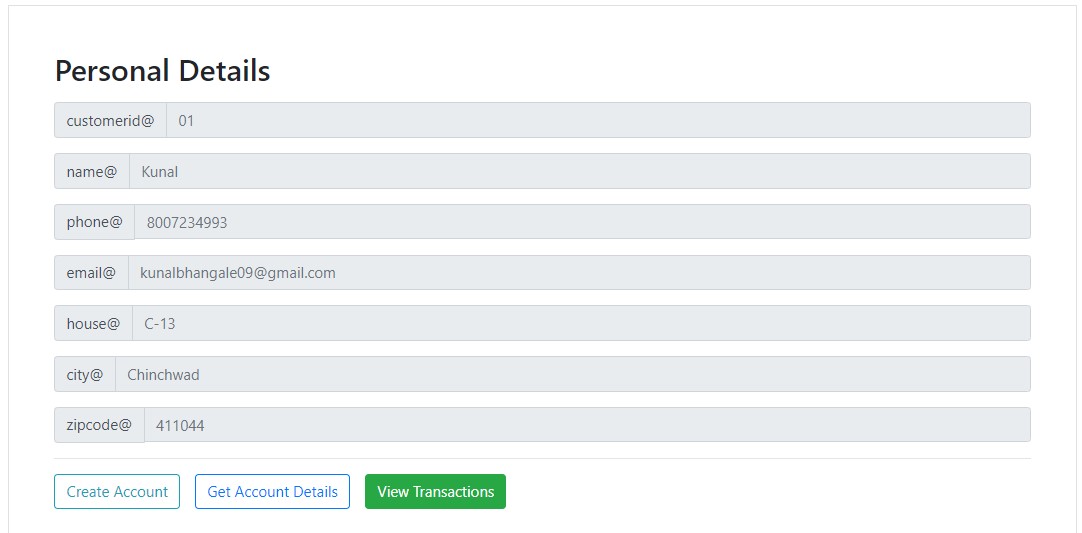 Personal Details
customerid@ 01
name@ Kunal
phone@ 8007234993
email@ kunalbhangale09@gmail.com
house@ C-13
city@ Chinchwad
zipcode@ 411044
Create Account Get Account Details View Transactions